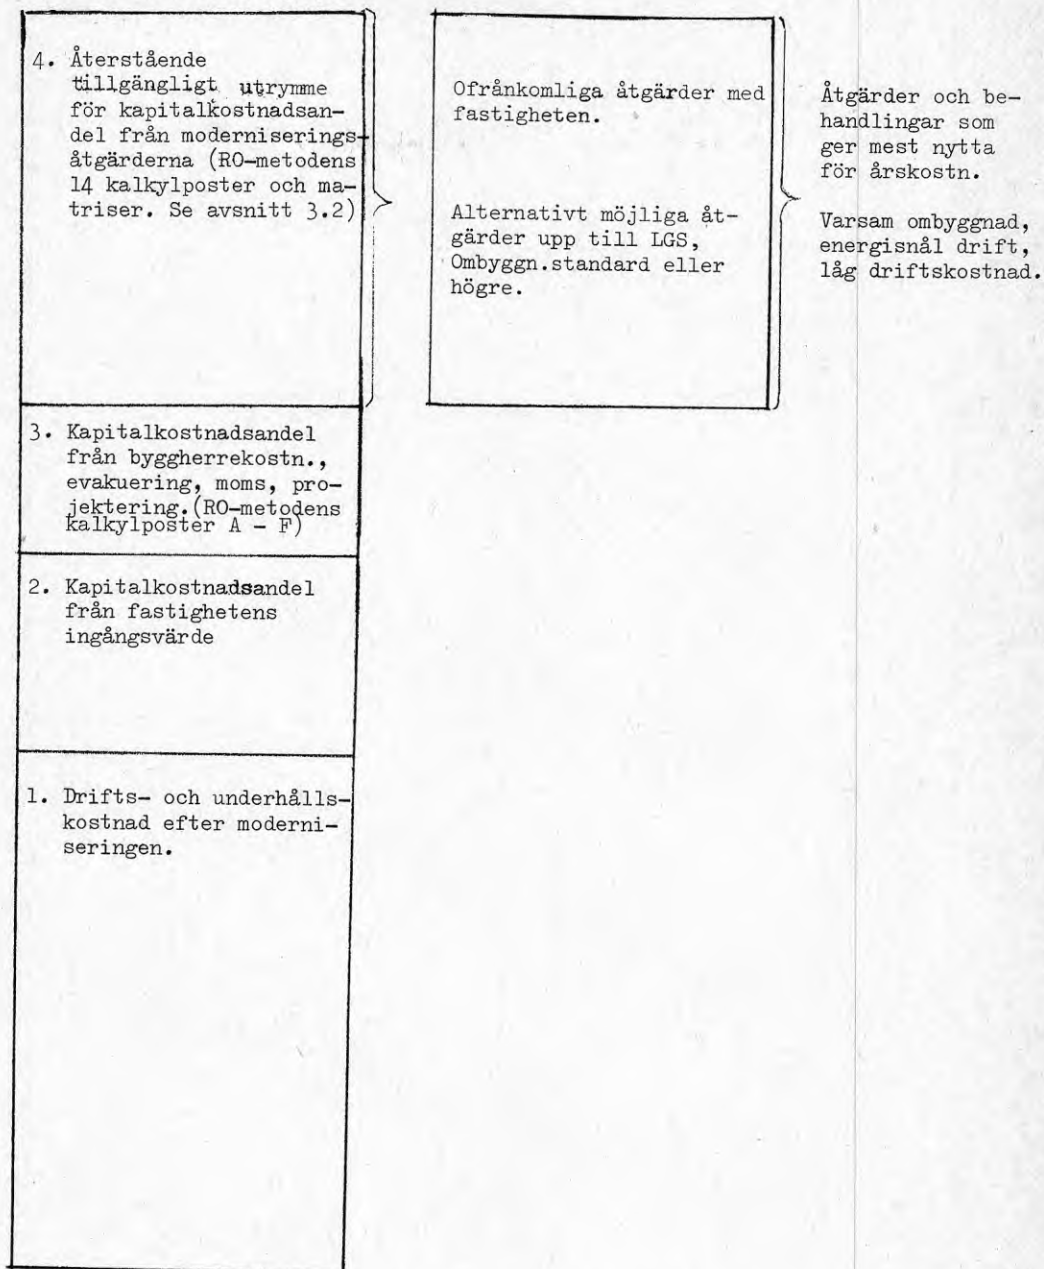 4. Återstående
tillgängligt utrymme
för kapitalkostnadsan-
del från moderniserings-
åtgärderna (RO-metodens
14 kalkylposter och ma-
triser. Se avsnitt 3.2)
Ofrånkomliga åtgärder med
fastigheten.
Alternativt möjliga åt-
gärder upp till LGS,
Ombyggn.standard eller
högre.
Åtgärder och be-
handlingar som
ger mest nytta
för årskostn.
Varsam ombyggnad,
energisnål drift,
låg driftskostnad.
3. Kapitalkostnadsandel
från byggherrekostn.,
evakuering, moms, pro-
jektering.(RO-metodens
kalkylposter A - F)
2. Kapitalkostnadsandel
från fastighetens
ingångsvärde
1. Drifts- och underhålls-
kostnad efter moderni-
seringen.